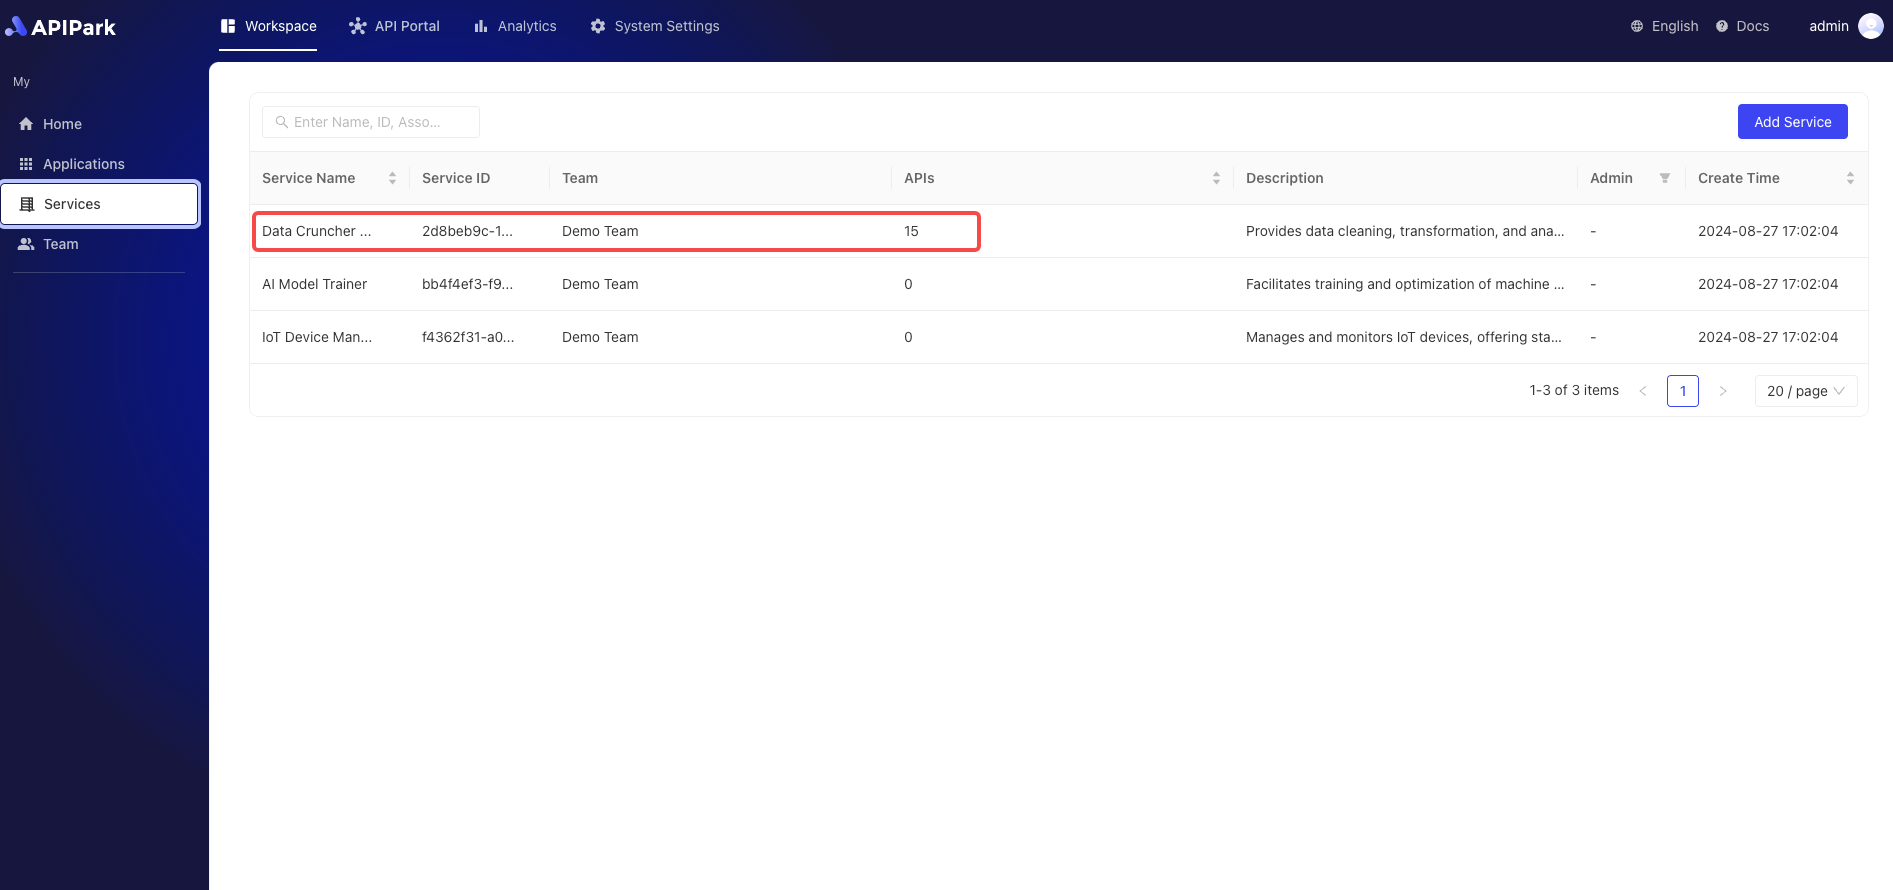 APIPark
Workspace API Portal Analytics System Settings English Docs admin
My
Home
Applications
Services
Team
Enter Name, ID, Asso...
Add Service
Service Name Service ID Team APIs Description Admin Create Time
Data Cruncher ... 2d8beb9c-1... Demo Team 15 Provides data cleaning, transformation, and ana... - 2024-08-27 17:02:04
AI Model Trainer bb4f4ef3-f9... Demo Team 0 Facilitates training and optimization of machine ... - 2024-08-27 17:02:04
IoT Device Man... f4362f31-a0... Demo Team 0 Manages and monitors IoT devices, offering sta... - 2024-08-27 17:02:04
1-3 of 3 items < 1 > 20 / page